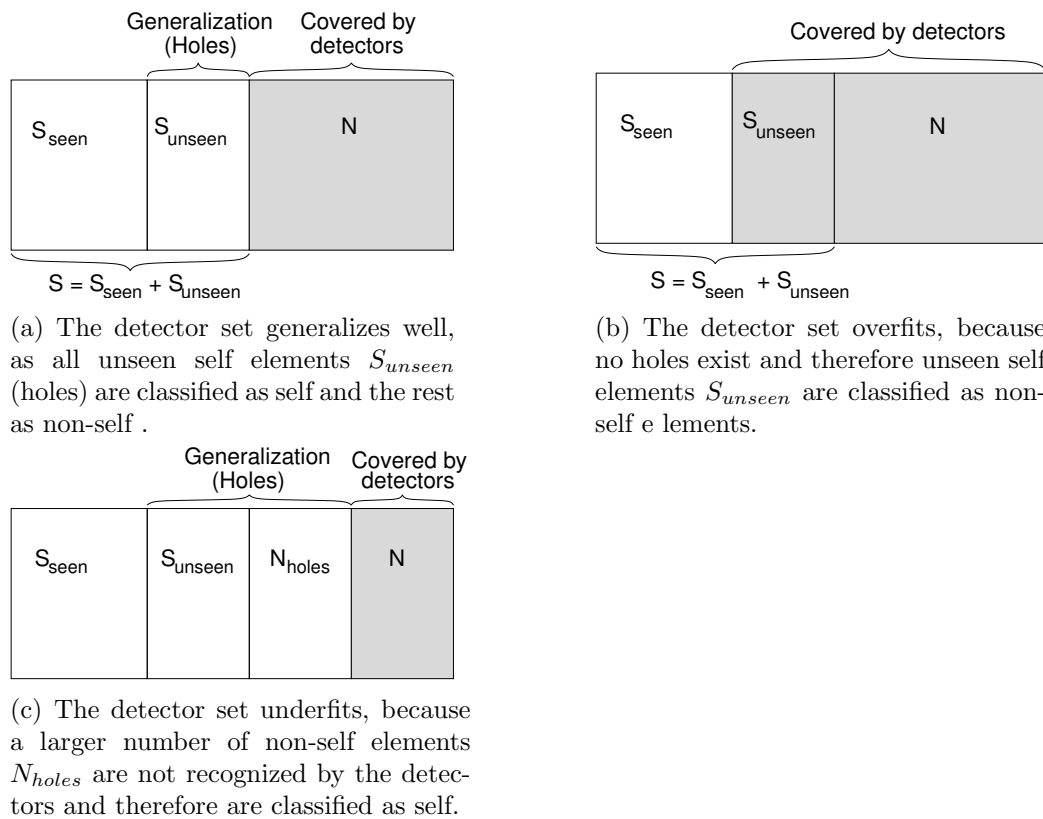 Generalization
(Holes)
Covered by
detectors
S_seen
S_unseen
N
S = S_seen + S_unseen
(a) The detector set generalizes well,
as all unseen self elements S_unseen
(holes) are classified as self and the rest
as non-self .
Covered by detectors
S_seen
S_unseen
N
S = S_seen + S_unseen
(b) The detector set overfits, because
no holes exist and therefore unseen self
elements S_unseen are classified as non-
self e lements.
Generalization
(Holes)
Covered by
detectors
S_seen
S_unseen
N_holes
N
(c) The detector set underfits, because
a larger number of non-self elements
N_holes are not recognized by the detec-
tors and therefore are classified as self.